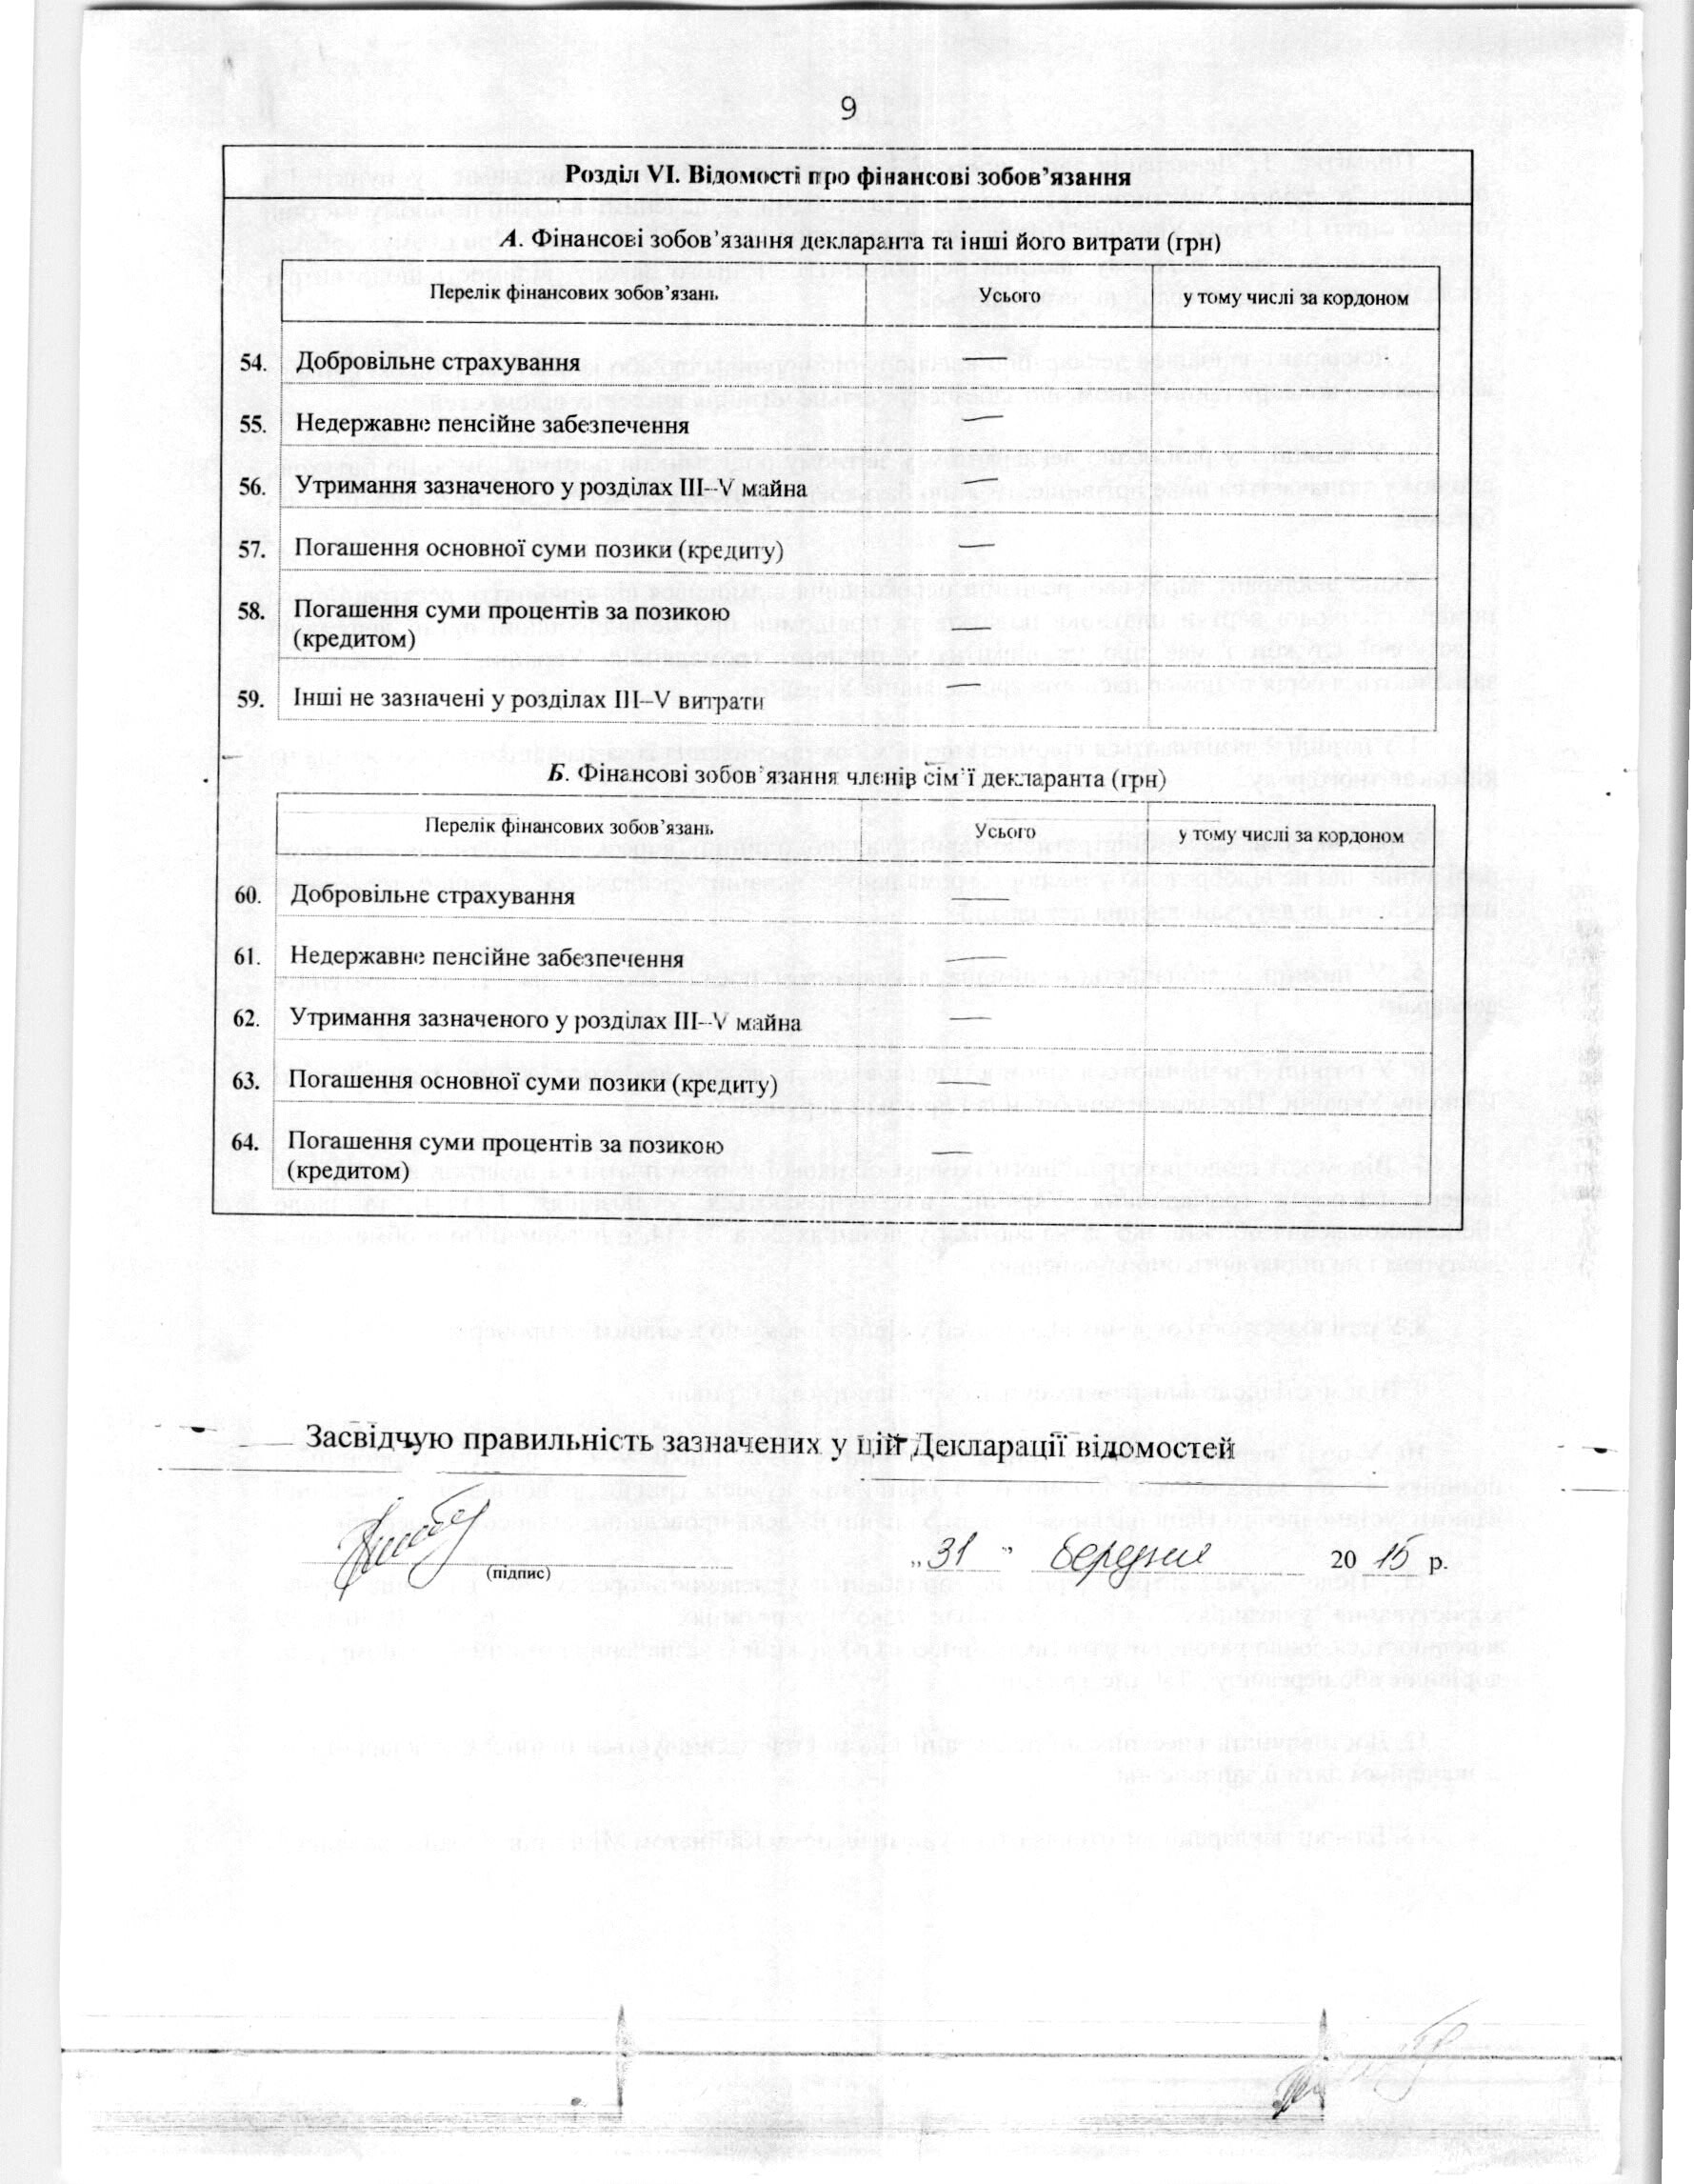 9
Розділ VI. Відомості про фінансові зобов’язання
А. Фінансові зобов’язання декларанта та інші його витрати (грн)
Перелік фінансових зобов’язань Усього у тому числі за кордоном
54. Добровільне страхування —
55. Недержавне пенсійне забезпечення —
56. Утримання зазначеного у розділах III–V майна —
57. Погашення основної суми позики (кредиту) —
58. Погашення суми процентів за позикою
(кредитом) —
59. Інші не зазначені у розділах III–V витрати —
Б. Фінансові зобов’язання членів сім’ї декларанта (грн)
Перелік фінансових зобов’язань Усього у тому числі за кордоном
60. Добровільне страхування —
61. Недержавне пенсійне забезпечення —
62. Утримання зазначеного у розділах III–V майна —
63. Погашення основної суми позики (кредиту) —
64. Погашення суми процентів за позикою
(кредитом) —
Засвідчую правильність зазначених у цій Декларації відомостей
„ 31 ” березня 20 15 р.
(підпис)